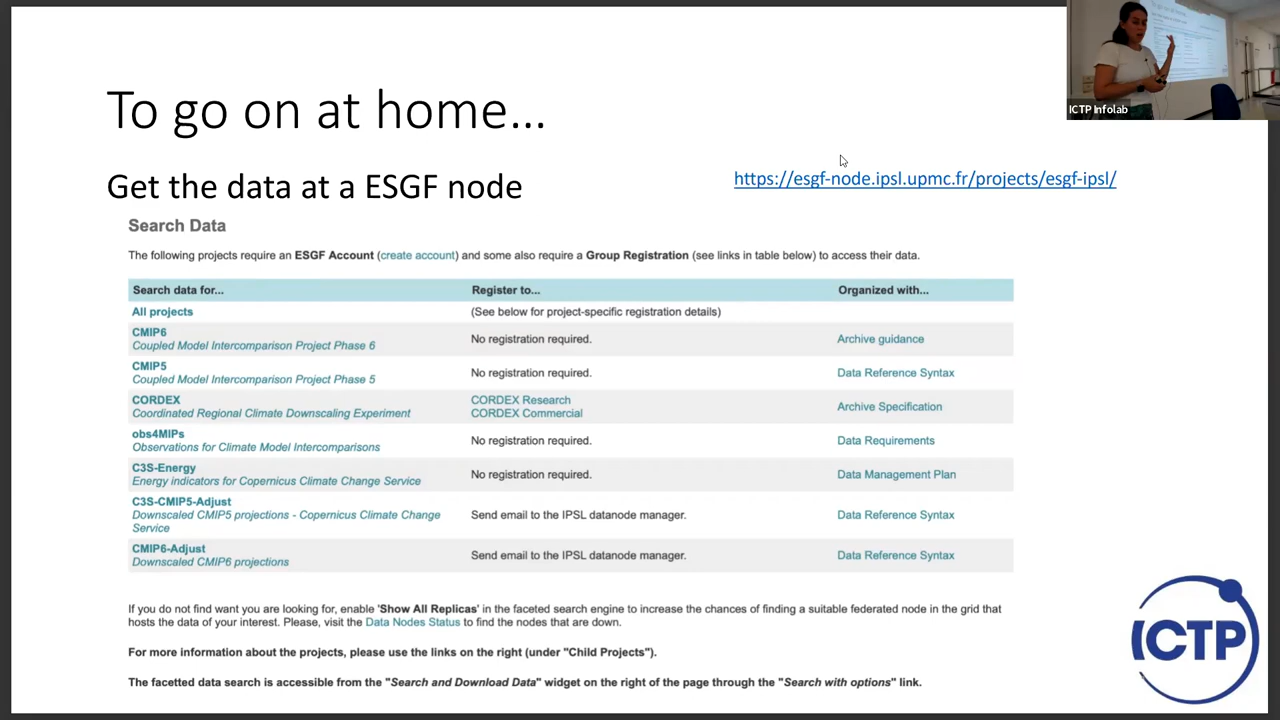 To go on at home...
ICTP Infolab
Get the data at a ESGF node
https://esgf-node.ipsl.upmc.fr/projects/esgf-ipsl/
Search Data
The following projects require an ESGF Account (create account) and some also require a Group Registration (see links in table below) to access their data.
Search data for... Register to... Organized with...
All projects (See below for project-specific registration details)
CMIP6
Coupled Model Intercomparison Project Phase 6 No registration required. Archive guidance
CMIP5
Coupled Model Intercomparison Project Phase 5 No registration required. Data Reference Syntax
CORDEX CORDEX Research
Coordinated Regional Climate Downscaling Experiment CORDEX Commercial Archive Specification
obs4MIPs
Observations for Climate Model Intercomparisons No registration required. Data Requirements
C3S-Energy
Energy indicators for Copernicus Climate Change Service No registration required. Data Management Plan
C3S-CMIP5-Adjust
Downscaled CMIP5 projections - Copernicus Climate Change Send email to the IPSL datanode manager. Data Reference Syntax
Service
CMIP6-Adjust
Downscaled CMIP6 projections Send email to the IPSL datanode manager. Data Reference Syntax
If you do not find want you are looking for, enable 'Show All Replicas' in the faceted search engine to increase the chances of finding a suitable federated node in the grid that
hosts the data of your interest. Please, visit the Data Nodes Status to find the nodes that are down.
For more information about the projects, please use the links on the right (under "Child Projects").
The facetted data search is accessible from the "Search and Download Data" widget on the right of the page through the "Search with options" link.
ICTP